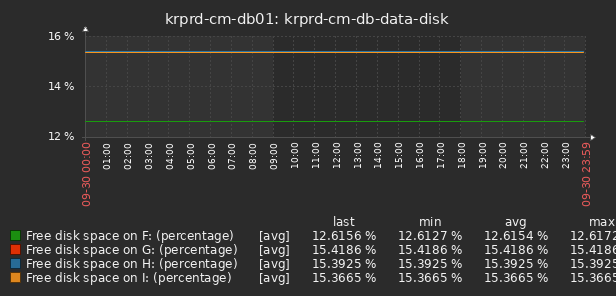 krprd-cm-db01: krprd-cm-db-data-disk
16 %
14 %
12 %
09-30 00:00 01:00 02:00 03:00 04:00 05:00 06:00 07:00 08:00 09:00 10:00 11:00 12:00 13:00 14:00 15:00 16:00 17:00 18:00 19:00 20:00 21:00 22:00 23:00 09-30 23:59
last min avg max
Free disk space on F: (percentage) [avg] 12.6156 % 12.6127 % 12.6154 % 12.6172
Free disk space on G: (percentage) [avg] 15.4186 % 15.4186 % 15.4186 % 15.4186
Free disk space on H: (percentage) [avg] 15.3925 % 15.3925 % 15.3925 % 15.3925
Free disk space on I: (percentage) [avg] 15.3665 % 15.3665 % 15.3665 % 15.3665